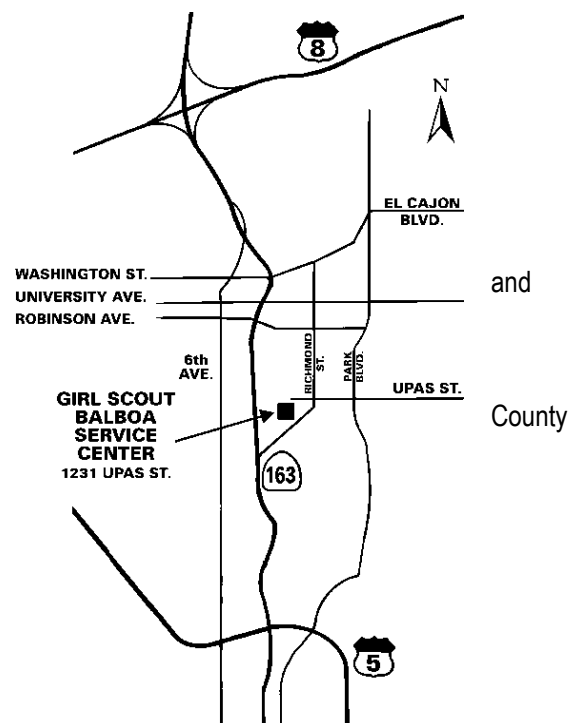 8
N
EL CAJON
BLVD.
WASHINGTON ST.
and
UNIVERSITY AVE.
ROBINSON AVE.
6th
AVE.
RICHMOND
ST.
PARK
BLVD.
UPAS ST.
GIRL SCOUT
BALBOA
SERVICE
CENTER
1231 UPAS ST.
County
163
5